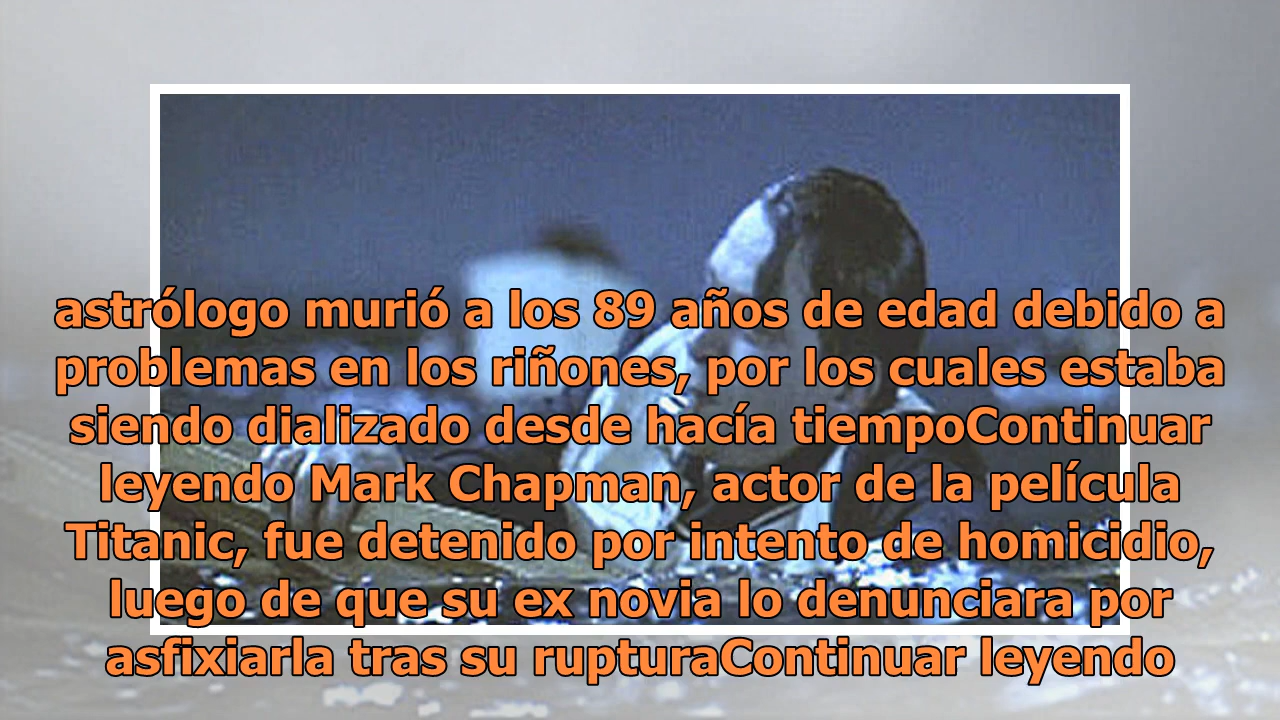 astrólogo murió a los 89 años de edad debido a
problemas en los riñones, por los cuales estaba
siendo dializado desde hacía tiempoContinuar
leyendo Mark Chapman, actor de la película
Titanic, fue detenido por intento de homicidio,
luego de que su ex novia lo denunciara por
asfixiarla tras su rupturaContinuar leyendo